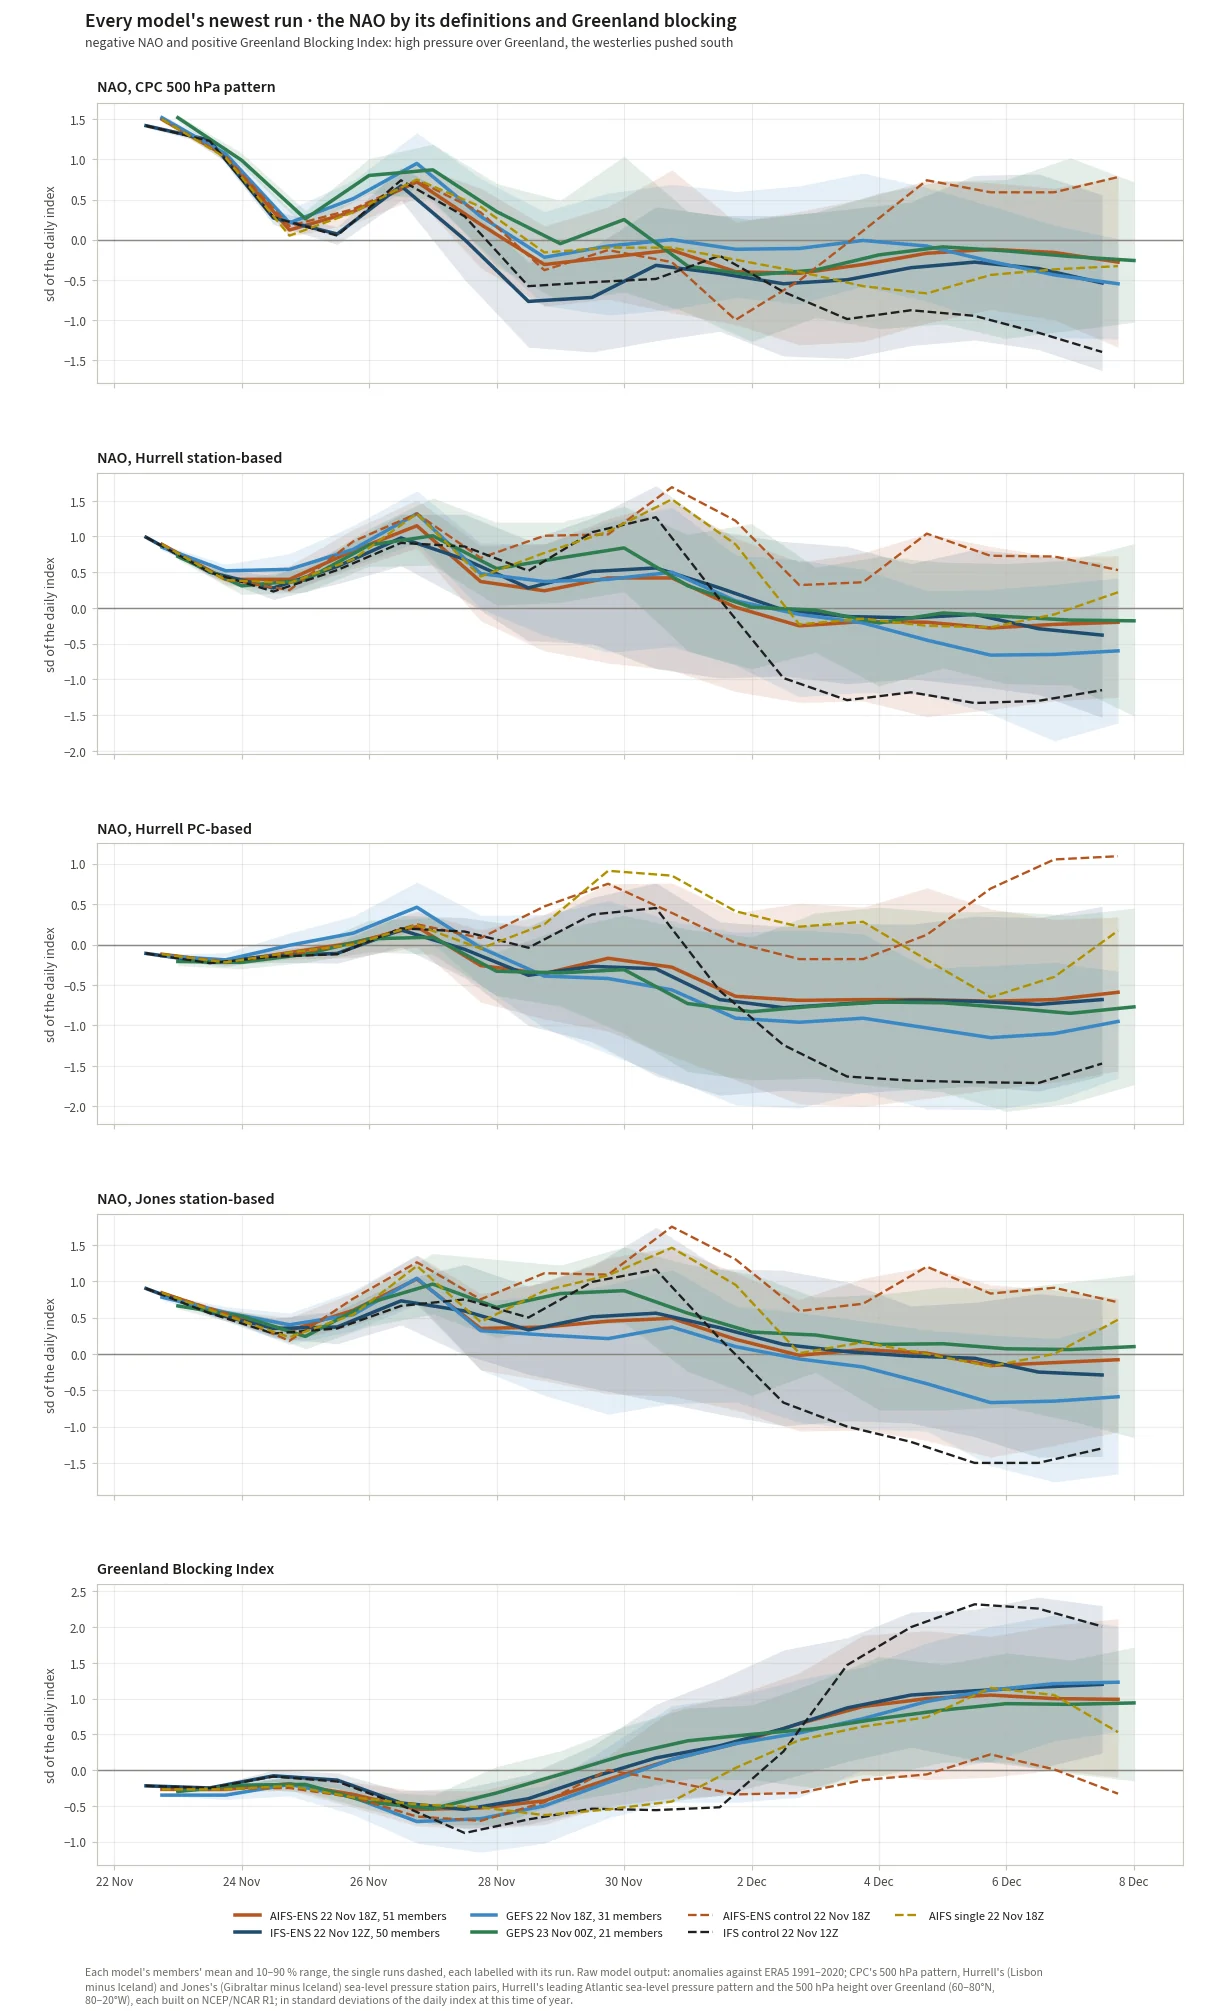 Every model's newest run · the NAO by its definitions and Greenland blocking
negative NAO and positive Greenland Blocking Index: high pressure over Greenland, the westerlies pushed south
NAO, CPC 500 hPa pattern
sd of the daily index
1.5
1.0
0.5
0.0
−0.5
−1.0
−1.5
NAO, Hurrell station-based
sd of the daily index
1.5
1.0
0.5
0.0
−0.5
−1.0
−1.5
−2.0
NAO, Hurrell PC-based
sd of the daily index
1.0
0.5
0.0
−0.5
−1.0
−1.5
−2.0
NAO, Jones station-based
sd of the daily index
1.5
1.0
0.5
0.0
−0.5
−1.0
−1.5
Greenland Blocking Index
sd of the daily index
2.5
2.0
1.5
1.0
0.5
0.0
−0.5
−1.0
22 Nov 24 Nov 26 Nov 28 Nov 30 Nov 2 Dec 4 Dec 6 Dec 8 Dec
AIFS-ENS 22 Nov 18Z, 51 members GEFS 22 Nov 18Z, 31 members AIFS-ENS control 22 Nov 18Z AIFS single 22 Nov 18Z
IFS-ENS 22 Nov 12Z, 50 members GEPS 23 Nov 00Z, 21 members IFS control 22 Nov 12Z
Each model's members' mean and 10–90 % range, the single runs dashed, each labelled with its run. Raw model output: anomalies against ERA5 1991–2020; CPC's 500 hPa pattern, Hurrell's (Lisbon
minus Iceland) and Jones's (Gibraltar minus Iceland) sea-level pressure station pairs, Hurrell's leading Atlantic sea-level pressure pattern and the 500 hPa height over Greenland (60–80°N,
80–20°W), each built on NCEP/NCAR R1; in standard deviations of the daily index at this time of year.